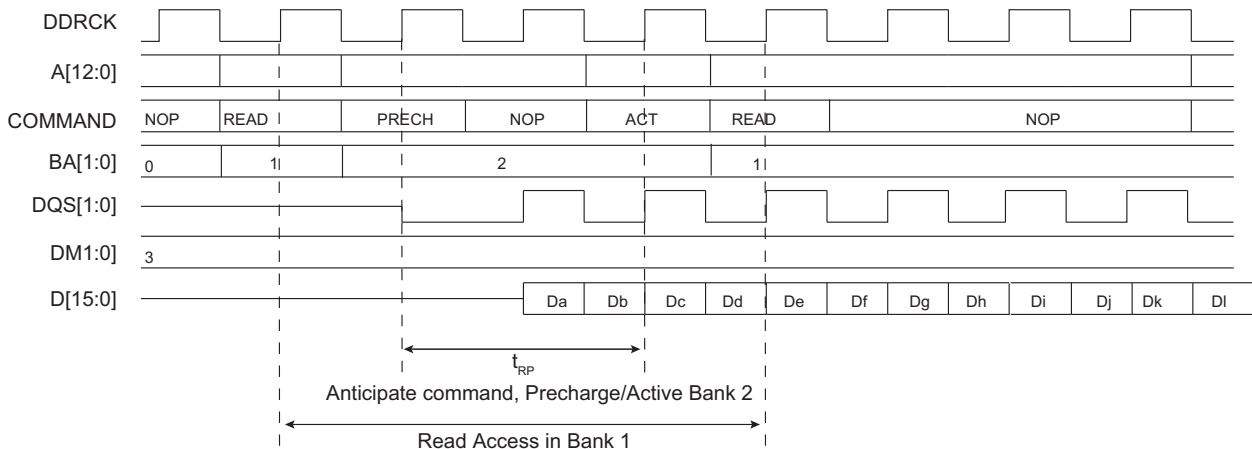 DDRCK
A[12:0]
COMMAND NOP READ PRECH NOP ACT READ NOP
BA[1:0] 0 1 2 1
DQS[1:0]
DM1:0] 3
D[15:0] Da Db Dc Dd De Df Dg Dh Di Dj Dk Dl
tRP
Anticipate command, Precharge/Active Bank 2
Read Access in Bank 1